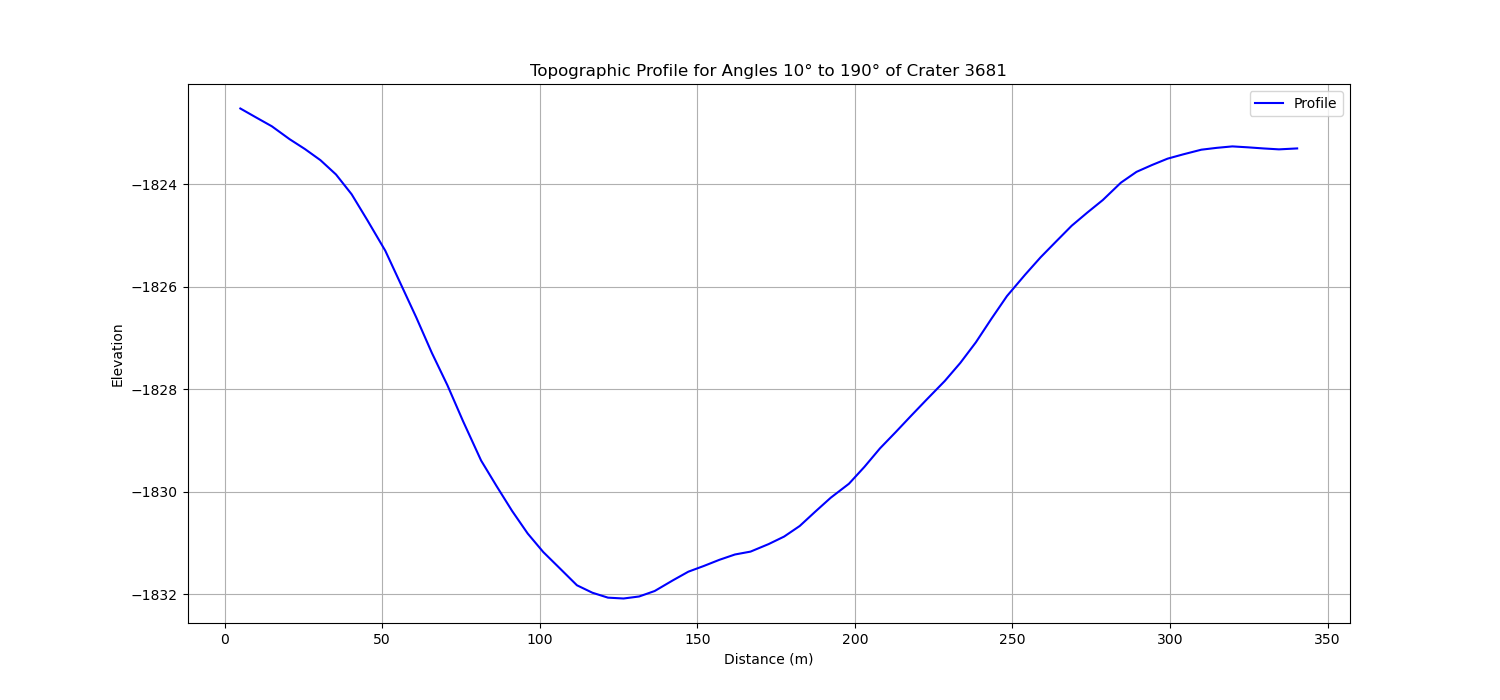 Topographic Profile for Angles 10° to 190° of Crater 3681
Profile
Elevation
−1824
−1826
−1828
−1830
−1832
0 50 100 150 200 250 300 350
Distance (m)